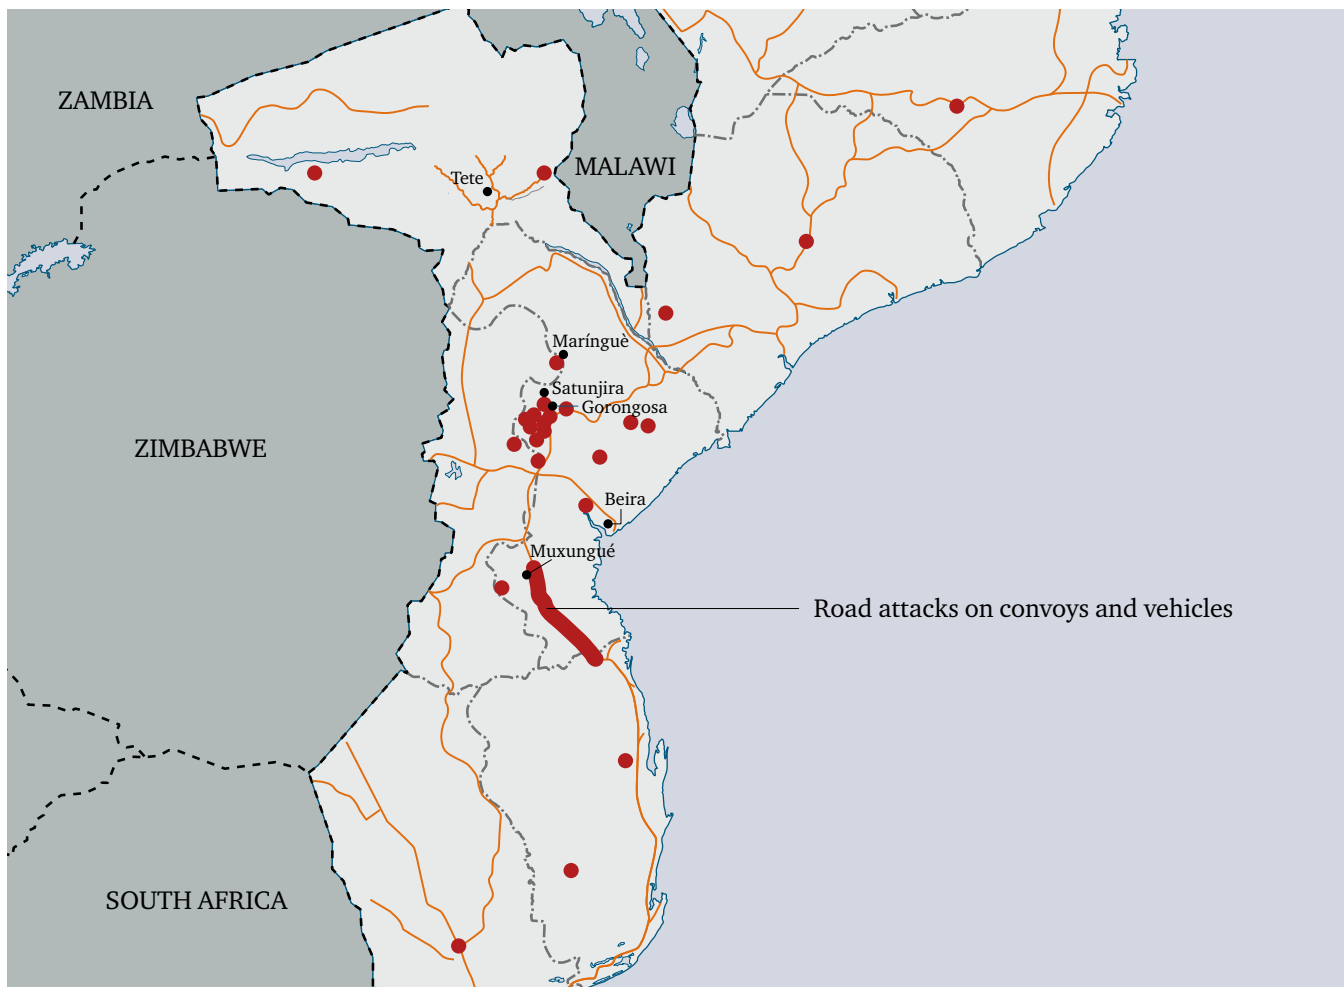 ZAMBIA
MALAWI
Tete
Marínguè
Satunjira
Gorongosa
ZIMBABWE
Beira
Muxungué
Road attacks on convoys and vehicles
SOUTH AFRICA